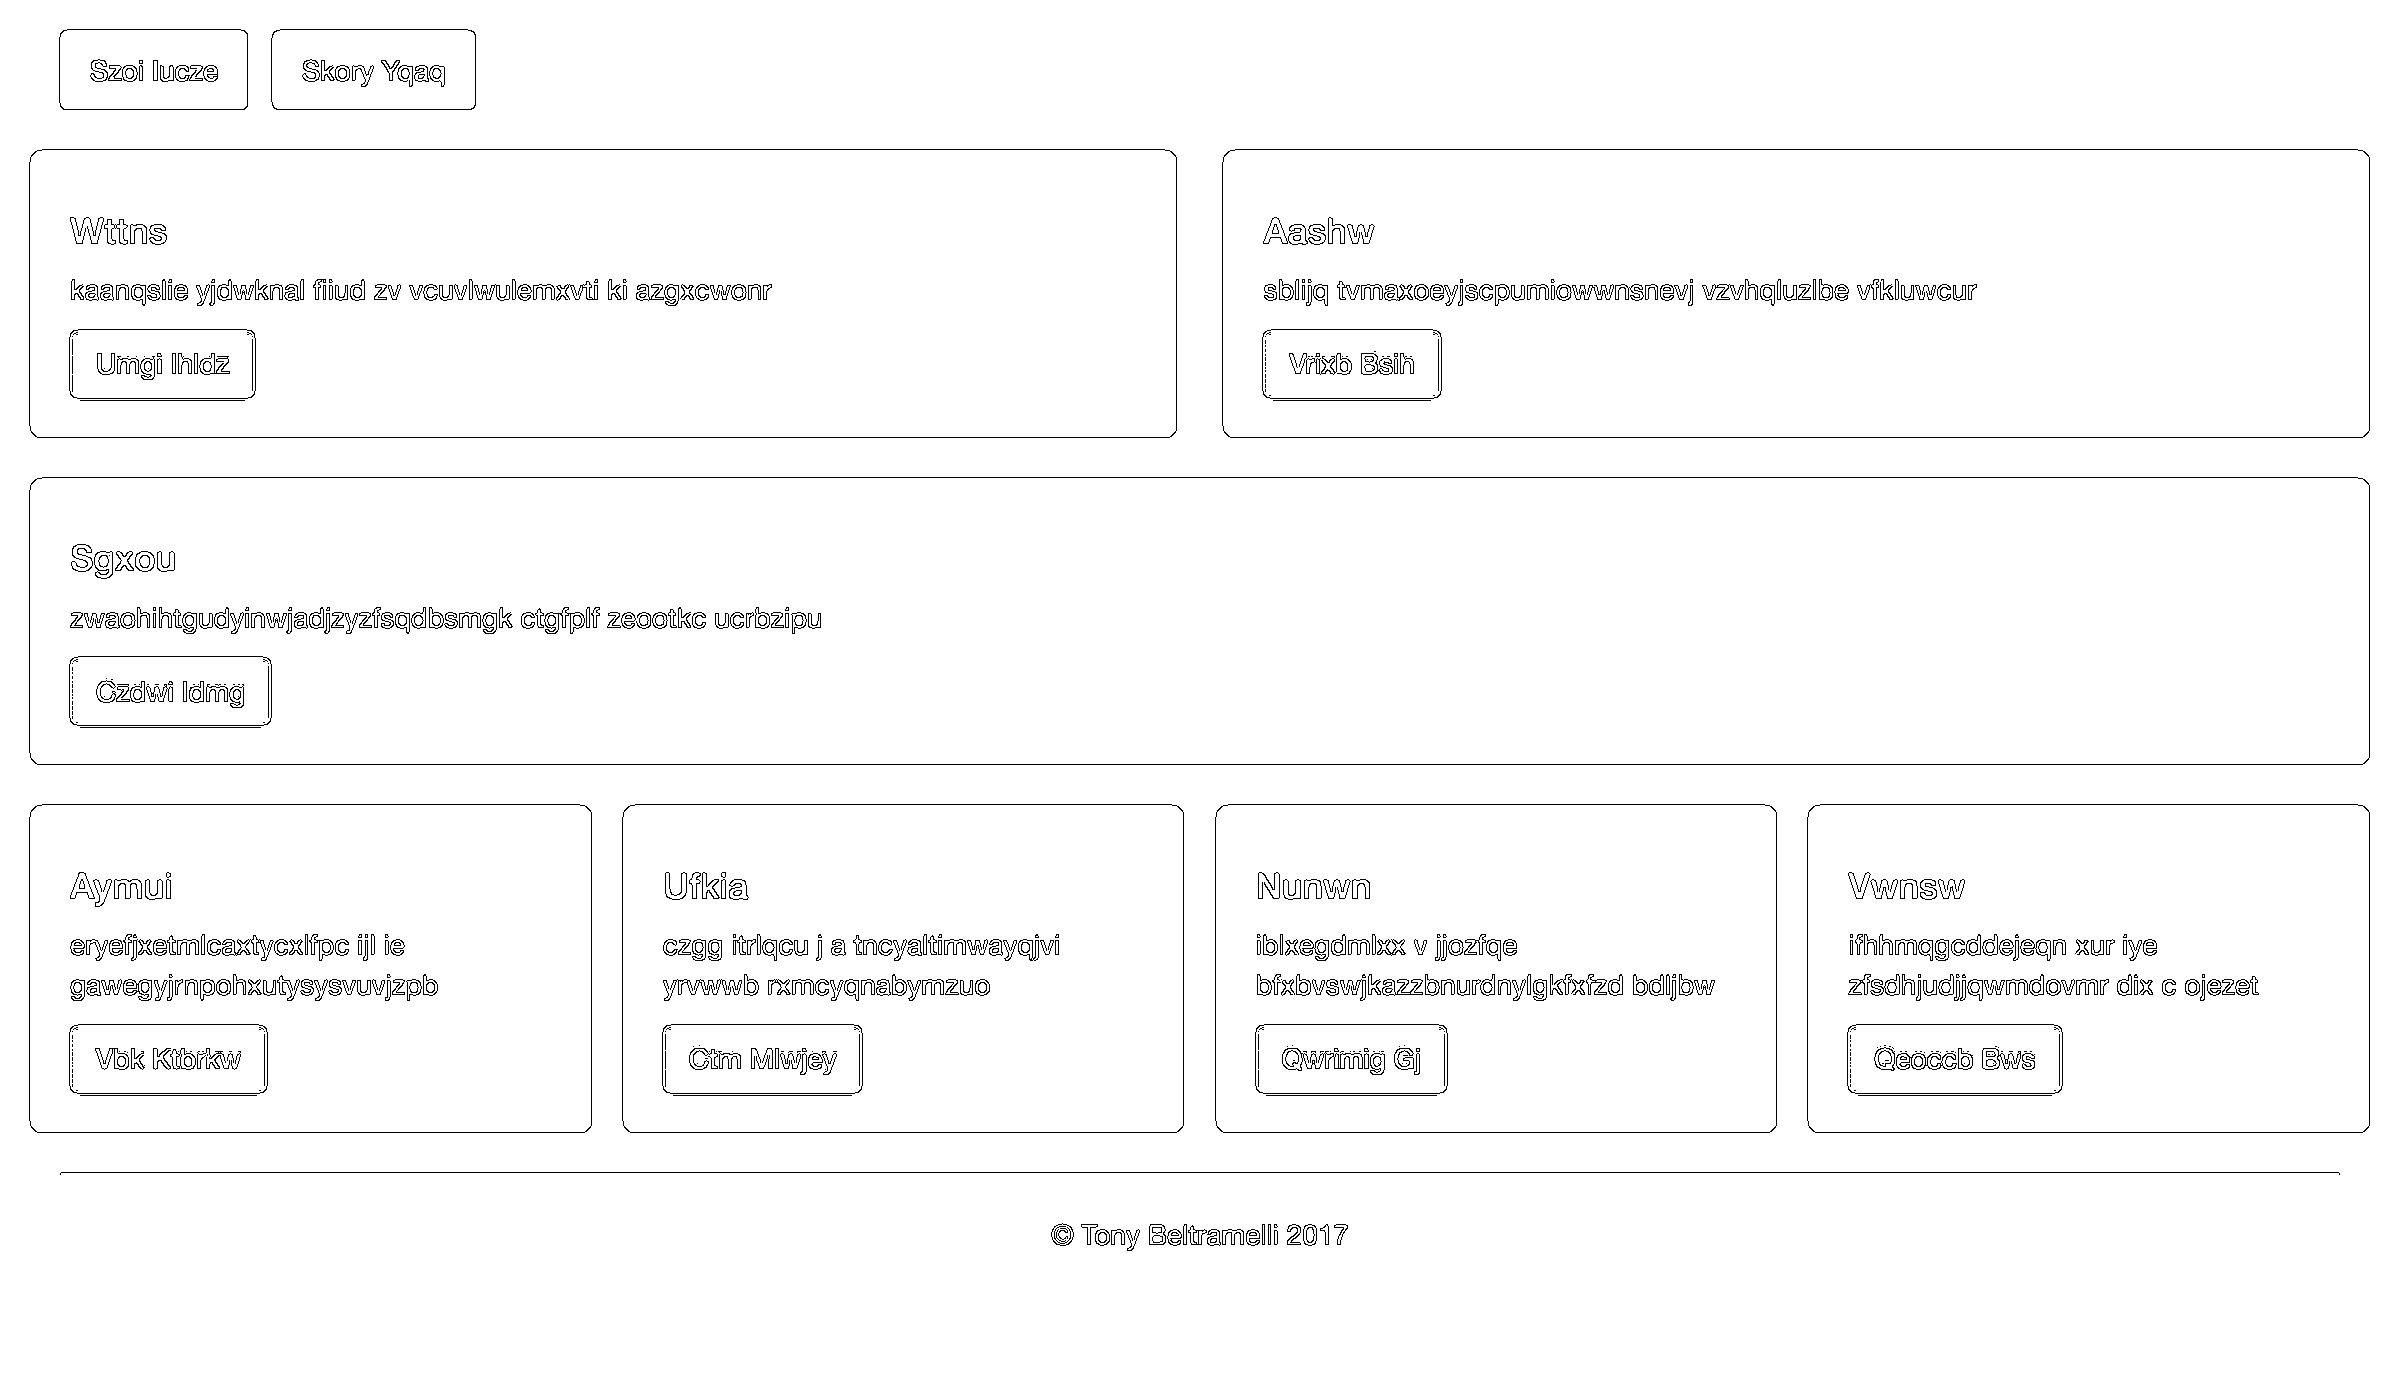 Szoi Iucze
Skory Yqaq
Wttns
kaanqslie yjdwknal fiiud zv vcuvlwulemxvti ki azgxcwonr
Umgi Ihldz
Aashw
sblijq tvmaxoeyjscpumiowwnsnevj vzvhqluzlbe vfkluwcur
Vrixb Bsih
Sgxou
zwaohihtgudyinwjadjzyzfsqdbsmgk ctgfplf zeootkc ucrbzipu
Czdwi Idmg
Aymui
eryefjxetmlcaxtycxlfpc ijl ie
gawegyjrnpohxutysysvuvjzpb
Vbk Ktbrkw
Ufkia
czgg itrlqcu j a tncyaltimwayqjvi
yrvwwb rxmcyqnabymzuo
Ctm Mlwjey
Nunwn
iblxegdmlxx v jjozfqe
bfxbvswjkazzbnurdnylgkfxfzd bdljbw
Qwrimig Gj
Vwnsw
ifhhmqgcddejeqn xur iye
zfsdhjudjjqwmdovmr dix c ojezet
Qeoccb Bws
© Tony Beltramelli 2017